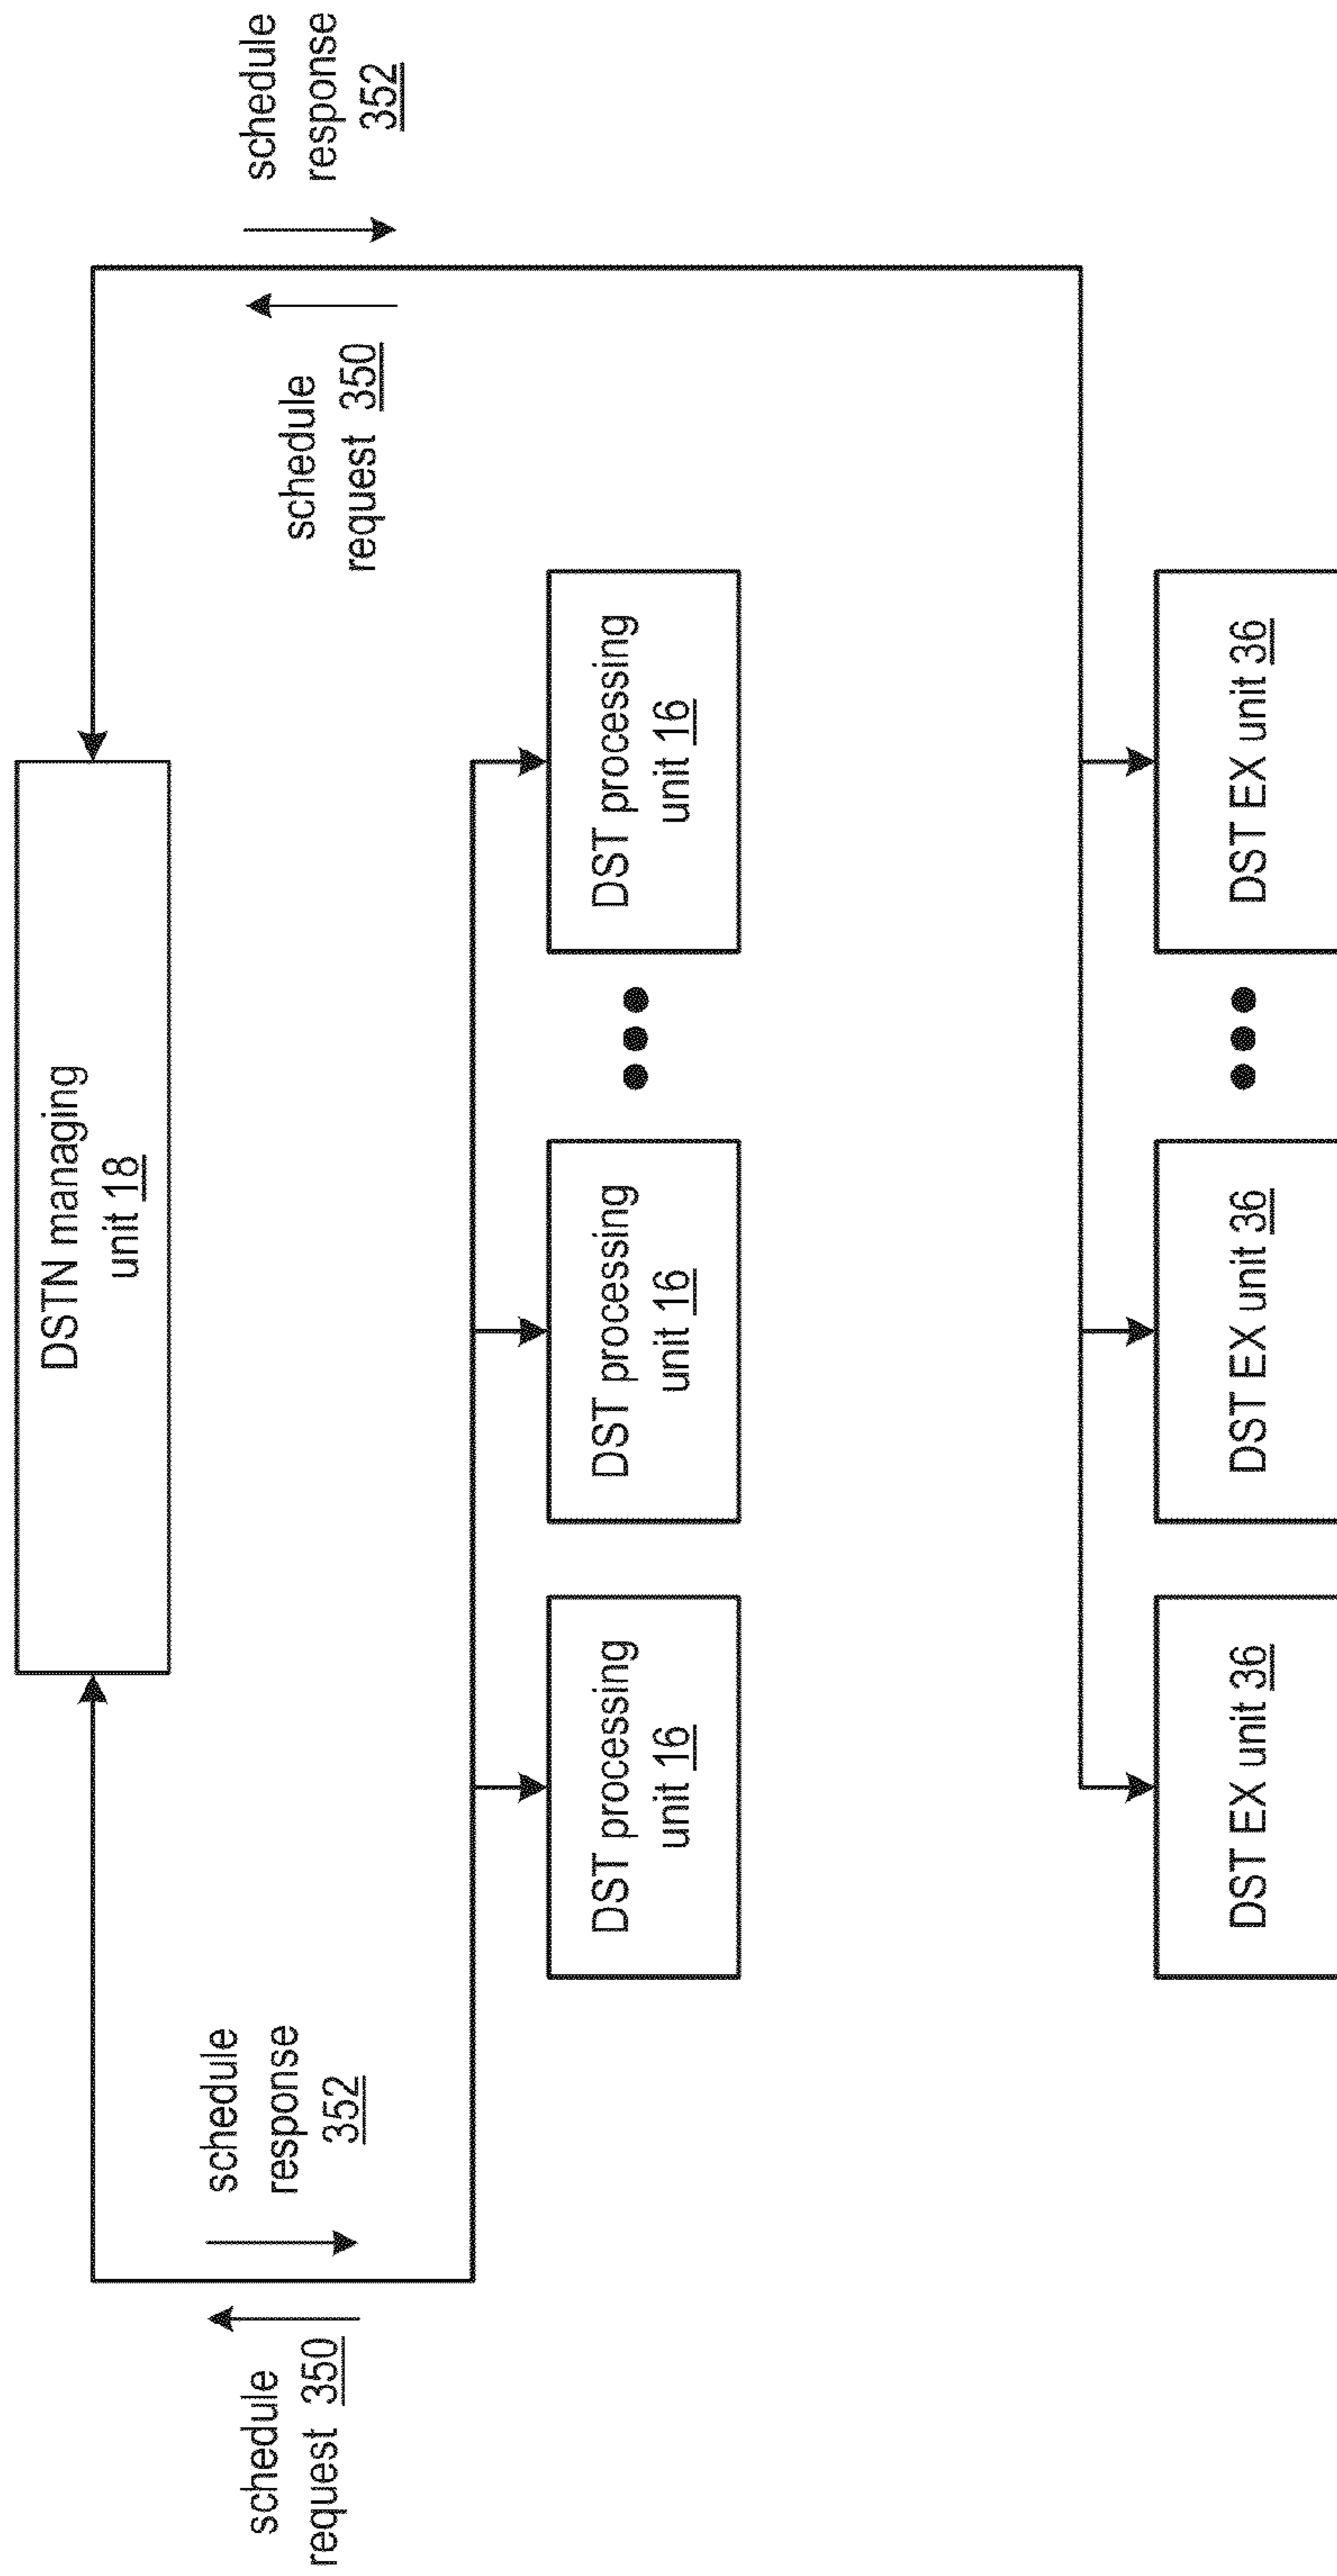 DSTN managing
unit 18
schedule
request 350
schedule
response
352
schedule
request 350
schedule
response
352
DST processing
unit 16
DST processing
unit 16
DST processing
unit 16
DST EX unit 36
DST EX unit 36
DST EX unit 36